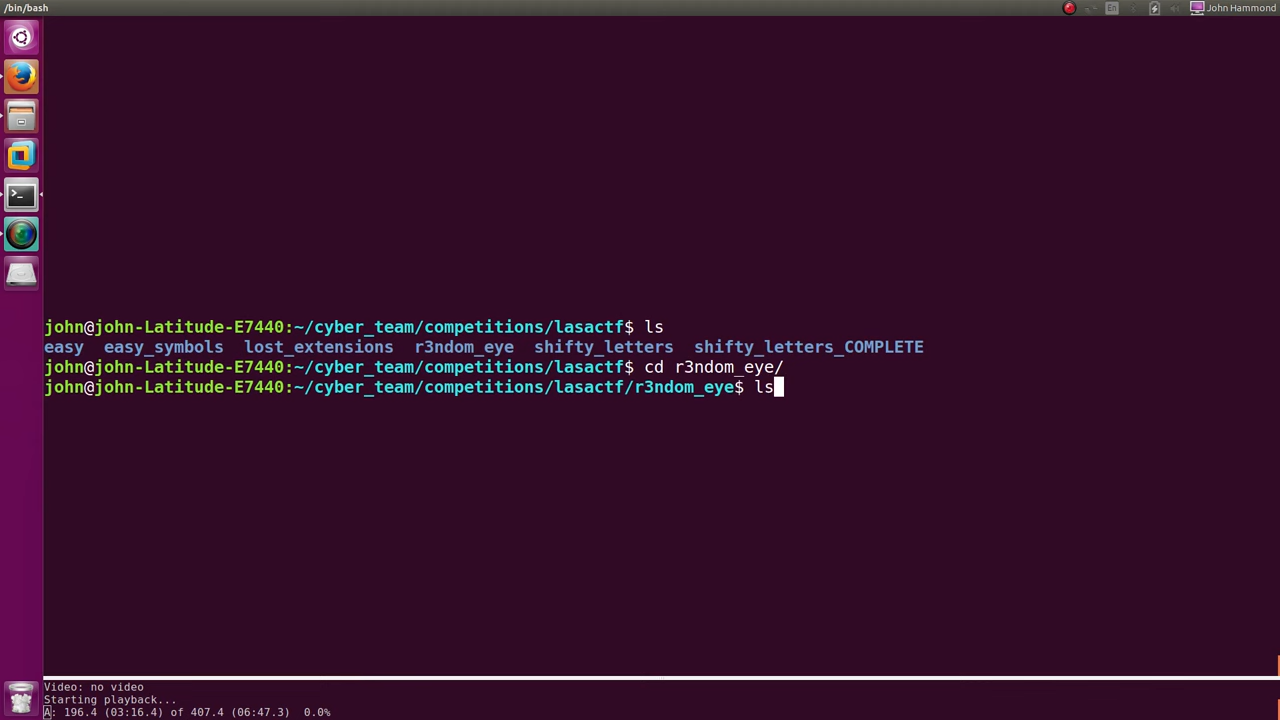 /bin/bash
En
John Hammond
john@john-Latitude-E7440:~/cyber_team/competitions/lasactf$ ls
easy  easy_symbols  lost_extensions  r3ndom_eye  shifty_letters  shifty_letters_COMPLETE
john@john-Latitude-E7440:~/cyber_team/competitions/lasactf$ cd r3ndom_eye/
john@john-Latitude-E7440:~/cyber_team/competitions/lasactf/r3ndom_eye$ ls
Video: no video
Starting playback...
A: 196.4 (03:16.4) of 407.4 (06:47.3)  0.0%